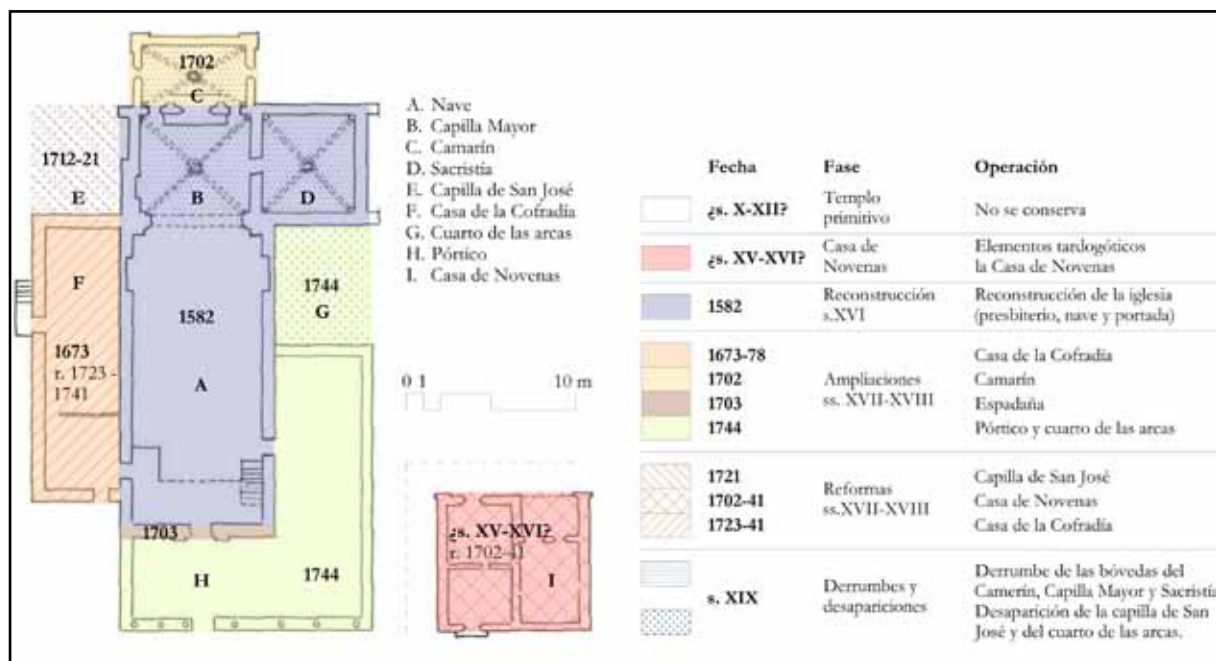 1702
C
1712-21
E
B
D
F
1673
r. 1723 -
1741
1582
A
1744
G
1703
H
1744
¿s. XV-XVI?
r. 1702-41
I
A. Nave
B. Capilla Mayor
C. Camarín
D. Sacristía
E. Capilla de San José
F. Casa de la Cofradía
G. Cuarto de las arcas
H. Pórtico
I. Casa de Novenas
0 1 10 m
Fecha Fase Operación
¿s. X-XII? Templo primitivo No se conserva
¿s. XV-XVI? Casa de Novenas Elementos tardogóticos la Casa de Novenas
1582 Reconstrucción s.XVI Reconstrucción de la iglesia (presbiterio, nave y portada)
Ampliaciones ss. XVII-XVIII
1673-78 Casa de la Cofradía
1702 Camarín
1703 Espadaña
1744 Pórtico y cuarto de las arcas
Reformas ss.XVII-XVIII
1721 Capilla de San José
1702-41 Casa de Novenas
1723-41 Casa de la Cofradía
s. XIX Derrumbes y desapariciones
Derrumbe de las bóvedas del
Camerín, Capilla Mayor y Sacristía
Desaparición de la capilla de San
José y del cuarto de las arcas.